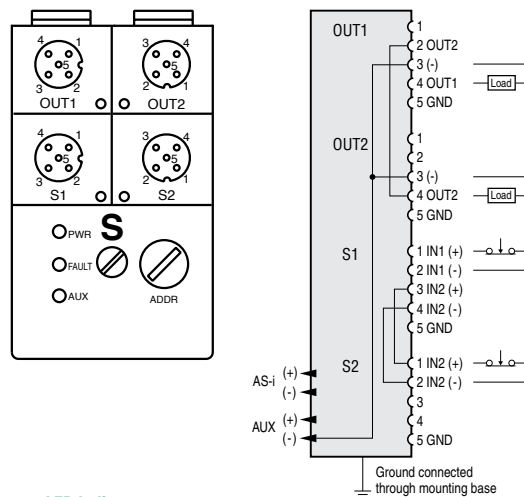 4 1
5
3 2
OUT1
3 4
5
2 1
OUT2
4 1
5
3 2
S1
3 4
5
2 1
S2
S
PWR
FAULT
AUX
ADDR
OUT1
1
2 OUT2
3 (-)
4 OUT1
Load
5 GND
OUT2
1
2
3 (-)
4 OUT2
Load
5 GND
S1
1 IN1 (+)
2 IN1 (-)
3 IN2 (+)
4 IN2 (-)
5 GND
S2
1 IN2 (+)
2 IN2 (-)
3
4
5 GND
AS-i (+)
(-)
AUX (+)
(-)
Ground connected
through mounting base